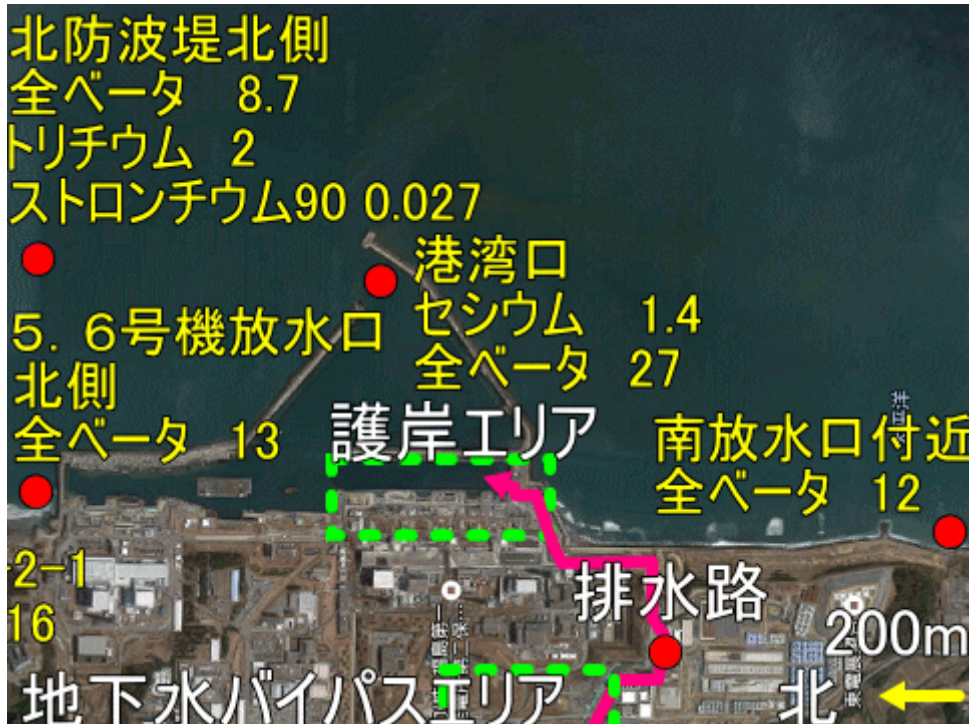 北防波堤北側
全ベータ 8.7
トリチウム 2
ストロンチウム90 0.027
港湾口
セシウム 1.4
全ベータ 27
5. 6号機放水口
北側
全ベータ 13
護岸エリア
南放水口付近
全ベータ 12
-2-1
16
排水路
200m
地下水バイパスエリア
北